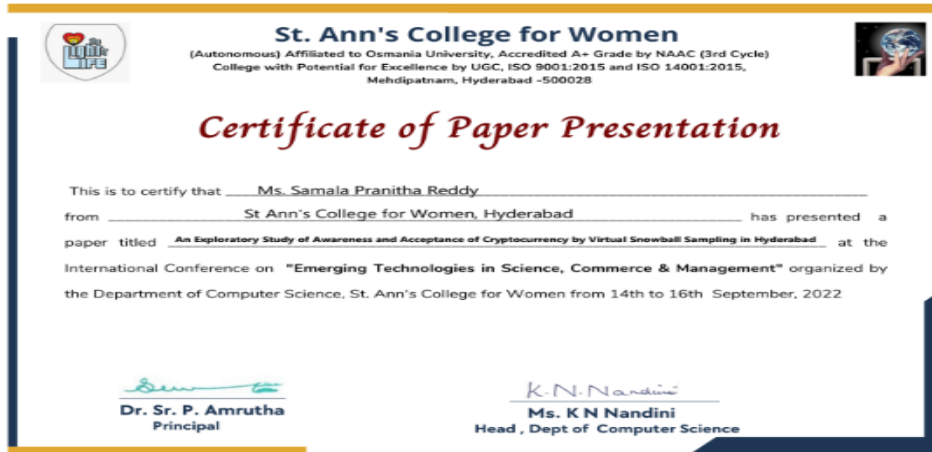 St. Ann's College for Women
(Autonomous) Affiliated to Osmania University, Accredited A+ Grade by NAAC (3rd Cycle)
College with Potential for Excellence by UGC, ISO 9001:2015 and ISO 14001:2015,
Mehdipatnam, Hyderabad -500028
Certificate of Paper Presentation
This is to certify that Ms. Samala Pranitha Reddy
from St Ann's College for Women, Hyderabad has presented a
paper titled An Exploratory Study of Awareness and Acceptance of Cryptocurrency by Virtual Snowball Sampling in Hyderabad at the
International Conference on "Emerging Technologies in Science, Commerce & Management" organized by
the Department of Computer Science, St. Ann's College for Women from 14th to 16th September, 2022
K.N.Nandini
Dr. Sr. P. Amrutha
Principal
Ms. K N Nandini
Head , Dept of Computer Science